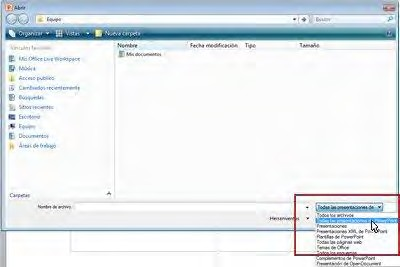 Abrir
Equipo
Buscar
Organizar
Vistas
Nueva carpeta
Vínculos favoritos
Mis Office Live Workspace
Música
Acceso público
Cambiados recientemente
Búsquedas
Sitios recientes
Escritorio
Equipo
Documentos
Áreas de trabajo
Carpetas
Nombre
Fecha modificación
Tipo
Tamaño
Mis documentos
Nombre de archivo:
Todas las presentaciones de
Herramientas
Todos los archivos
Todas las presentaciones de PowerPoint
Presentaciones
Presentaciones XML de PowerPoint
Plantillas de PowerPoint
Todas las páginas web
Temas de Office
Todos los esquemas
Complementos de PowerPoint
Presentación de OpenDocument